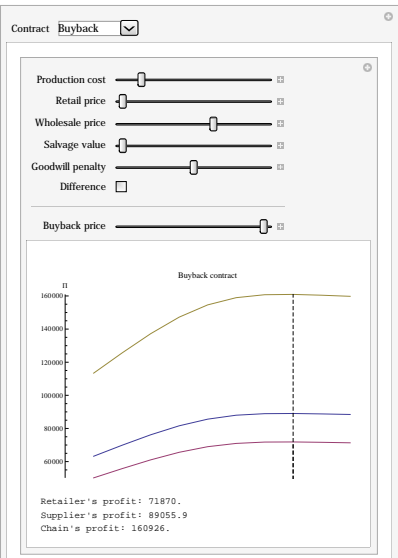 Contract Buyback
Production cost
Retail price
Wholesale price
Salvage value
Goodwill penalty
Difference
Buyback price
Buyback contract
Π
160000
140000
120000
100000
80000
60000
Retailer's profit: 71870.
Supplier's profit: 89055.9
Chain's profit: 160926.